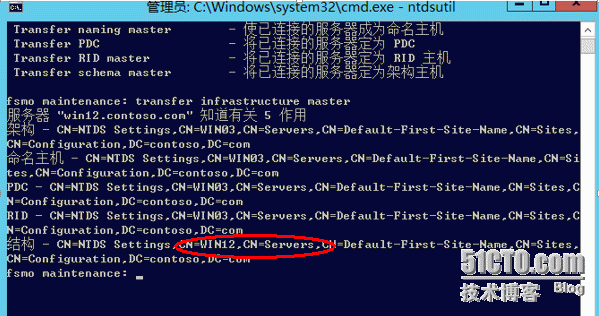 管理员: C:\Windows\system32\cmd.exe - ntdsutil
Transfer naming master - 使已连接的服务器成为命名主机
Transfer PDC - 将已连接的服务器定为 PDC
Transfer RID master - 将已连接的服务器定为 RID 主机
Transfer schema master - 将已连接的服务器定为架构主机
fsmo maintenance: transfer infrastructure master
服务器 "win12.contoso.com" 知道有关 5 作用
架构 - CN=NTDS Settings,CN=WIN03,CN=Servers,CN=Default-First-Site-Name,CN=Sites,
CN=Configuration,DC=contoso,DC=com
命名主机 - CN=NTDS Settings,CN=WIN03,CN=Servers,CN=Default-First-Site-Name,CN=Si
tes,CN=Configuration,DC=contoso,DC=com
PDC - CN=NTDS Settings,CN=WIN03,CN=Servers,CN=Default-First-Site-Name,CN=Sites,C
N=Configuration,DC=contoso,DC=com
RID - CN=NTDS Settings,CN=WIN03,CN=Servers,CN=Default-First-Site-Name,CN=Sites,C
N=Configuration,DC=contoso,DC=com
结构 - CN=NTDS Settings,CN=WIN12,CN=Servers,CN=Default-First-Site-Name,CN=Sites,
CN=Configuration,DC=contoso,DC=com
fsmo maintenance:
51CTO.com
技术博客 Blog